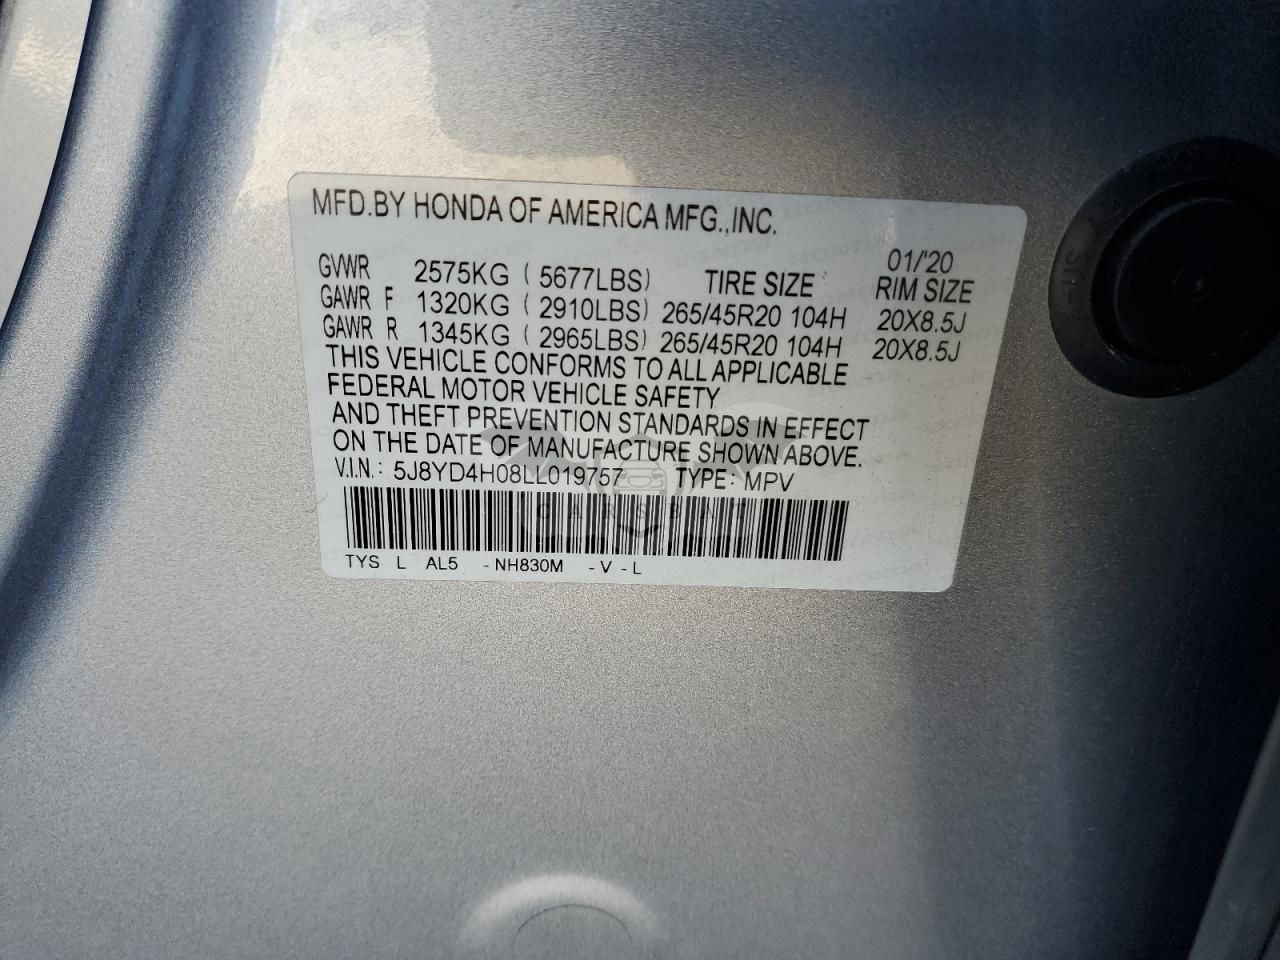 MFD.BY HONDA OF AMERICA MFG.,INC.
01/'20
GVWR 2575KG ( 5677LBS) TIRE SIZE RIM SIZE
GAWR F 1320KG ( 2910LBS) 265/45R20 104H 20X8.5J
GAWR R 1345KG ( 2965LBS) 265/45R20 104H 20X8.5J
THIS VEHICLE CONFORMS TO ALL APPLICABLE
FEDERAL MOTOR VEHICLE SAFETY
AND THEFT PREVENTION STANDARDS IN EFFECT
ON THE DATE OF MANUFACTURE SHOWN ABOVE.
V.IN.: 5J8YD4H08LL019757 TYPE: MPV
CARSBAT
TYS L AL5 -NH830M -V-L